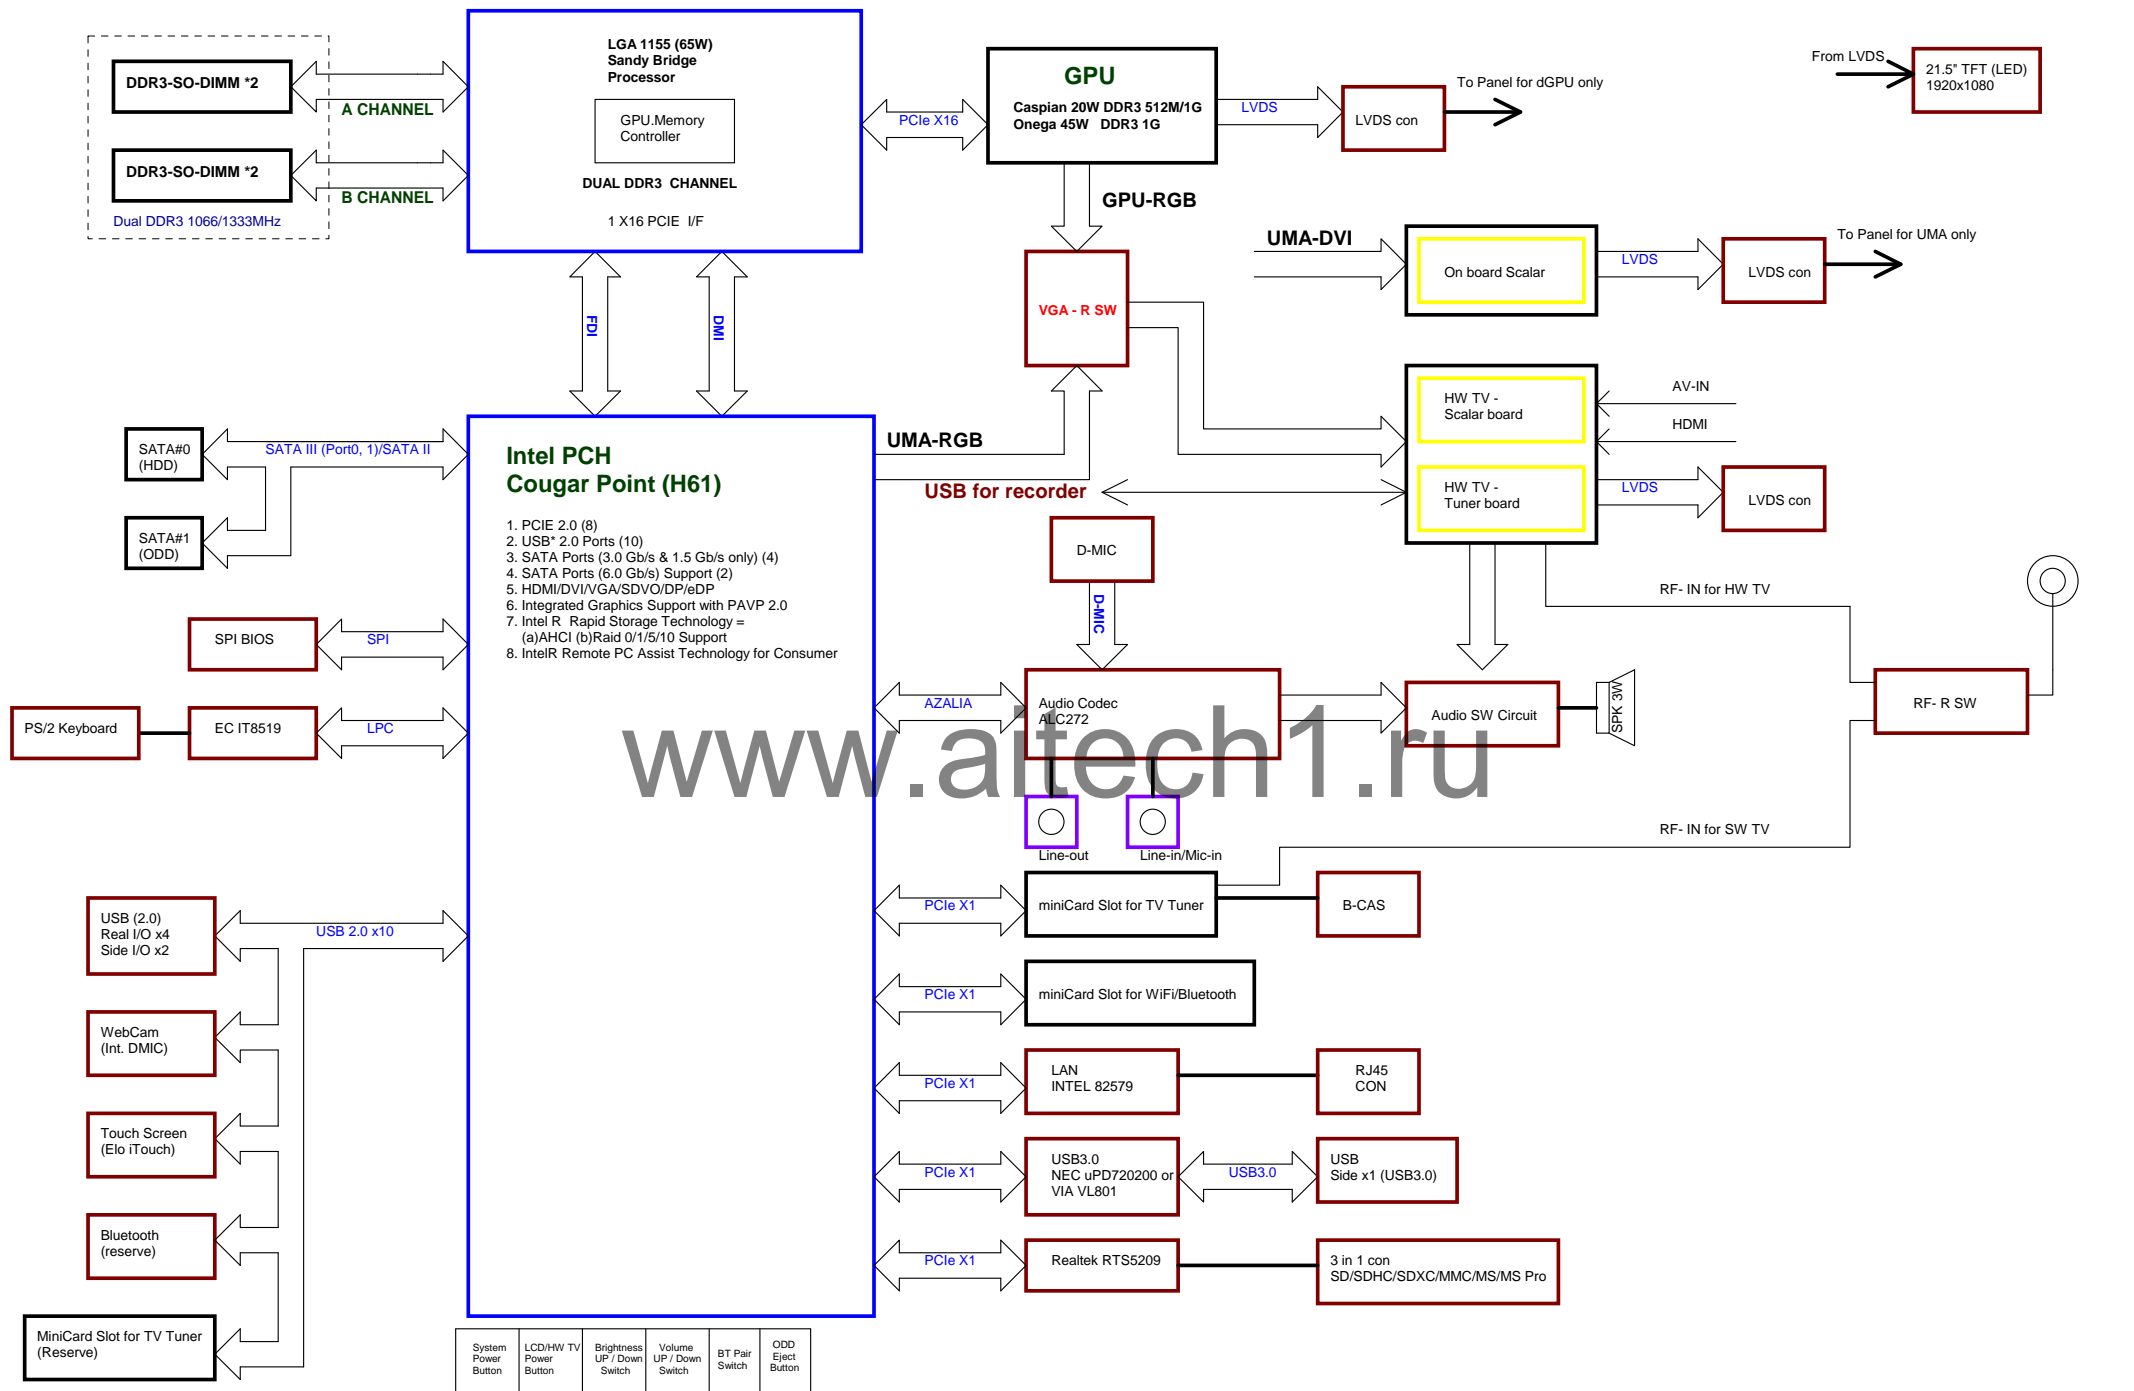 DDR3-SO-DIMM *2
A CHANNEL
DDR3-SO-DIMM *2
B CHANNEL
Dual DDR3 1066/1333MHz
LGA 1155 (65W)
Sandy Bridge
Processor
GPU.Memory
Controller
DUAL DDR3 CHANNEL
1 X16 PCIE I/F
PCIe X16
GPU
Caspian 20W DDR3 512M/1G
Onega 45W DDR3 1G
LVDS
LVDS con
To Panel for dGPU only
From LVDS
21.5" TFT (LED)
1920x1080
GPU-RGB
UMA-DVI
On board Scalar
LVDS
LVDS con
To Panel for UMA only
VGA - R SW
FDI
DMI
HW TV -
Scalar board
AV-IN
HDMI
HW TV -
Tuner board
LVDS
LVDS con
UMA-RGB
USB for recorder
SATA#0
(HDD)
SATA III (Port0, 1)/SATA II
SATA#1
(ODD)
Intel PCH
Cougar Point (H61)
1. PCIE 2.0 (8)
2. USB* 2.0 Ports (10)
3. SATA Ports (3.0 Gb/s & 1.5 Gb/s only) (4)
4. SATA Ports (6.0 Gb/s) Support (2)
5. HDMI/DVI/VGA/SDVO/DP/eDP
6. Integrated Graphics Support with PAVP 2.0
7. Intel R Rapid Storage Technology =
(a)AHCI (b)Raid 0/1/5/10 Support
8. IntelR Remote PC Assist Technology for Consumer
D-MIC
D-MIC
RF- IN for HW TV
SPI BIOS
SPI
PS/2 Keyboard
EC IT8519
LPC
AZALIA
Audio Codec
ALC272
Audio SW Circuit
SPK 3W
RF- R SW
www.aitech1.ru
Line-out
Line-in/Mic-in
RF- IN for SW TV
USB (2.0)
Real I/O x4
Side I/O x2
USB 2.0 x10
PCIe X1
miniCard Slot for TV Tuner
B-CAS
PCIe X1
miniCard Slot for WiFi/Bluetooth
WebCam
(Int. DMIC)
PCIe X1
LAN
INTEL 82579
RJ45
CON
Touch Screen
(Elo iTouch)
PCIe X1
USB3.0
NEC uPD720200 or
VIA VL801
USB3.0
USB
Side x1 (USB3.0)
Bluetooth
(reserve)
PCIe X1
Realtek RTS5209
3 in 1 con
SD/SDHC/SDXC/MMC/MS/MS Pro
MiniCard Slot for TV Tuner
(Reserve)
System
Power
Button
LCD/HW TV
Power
Button
Brightness
UP / Down
Switch
Volume
UP / Down
Switch
BT Pair
Switch
ODD
Eject
Button